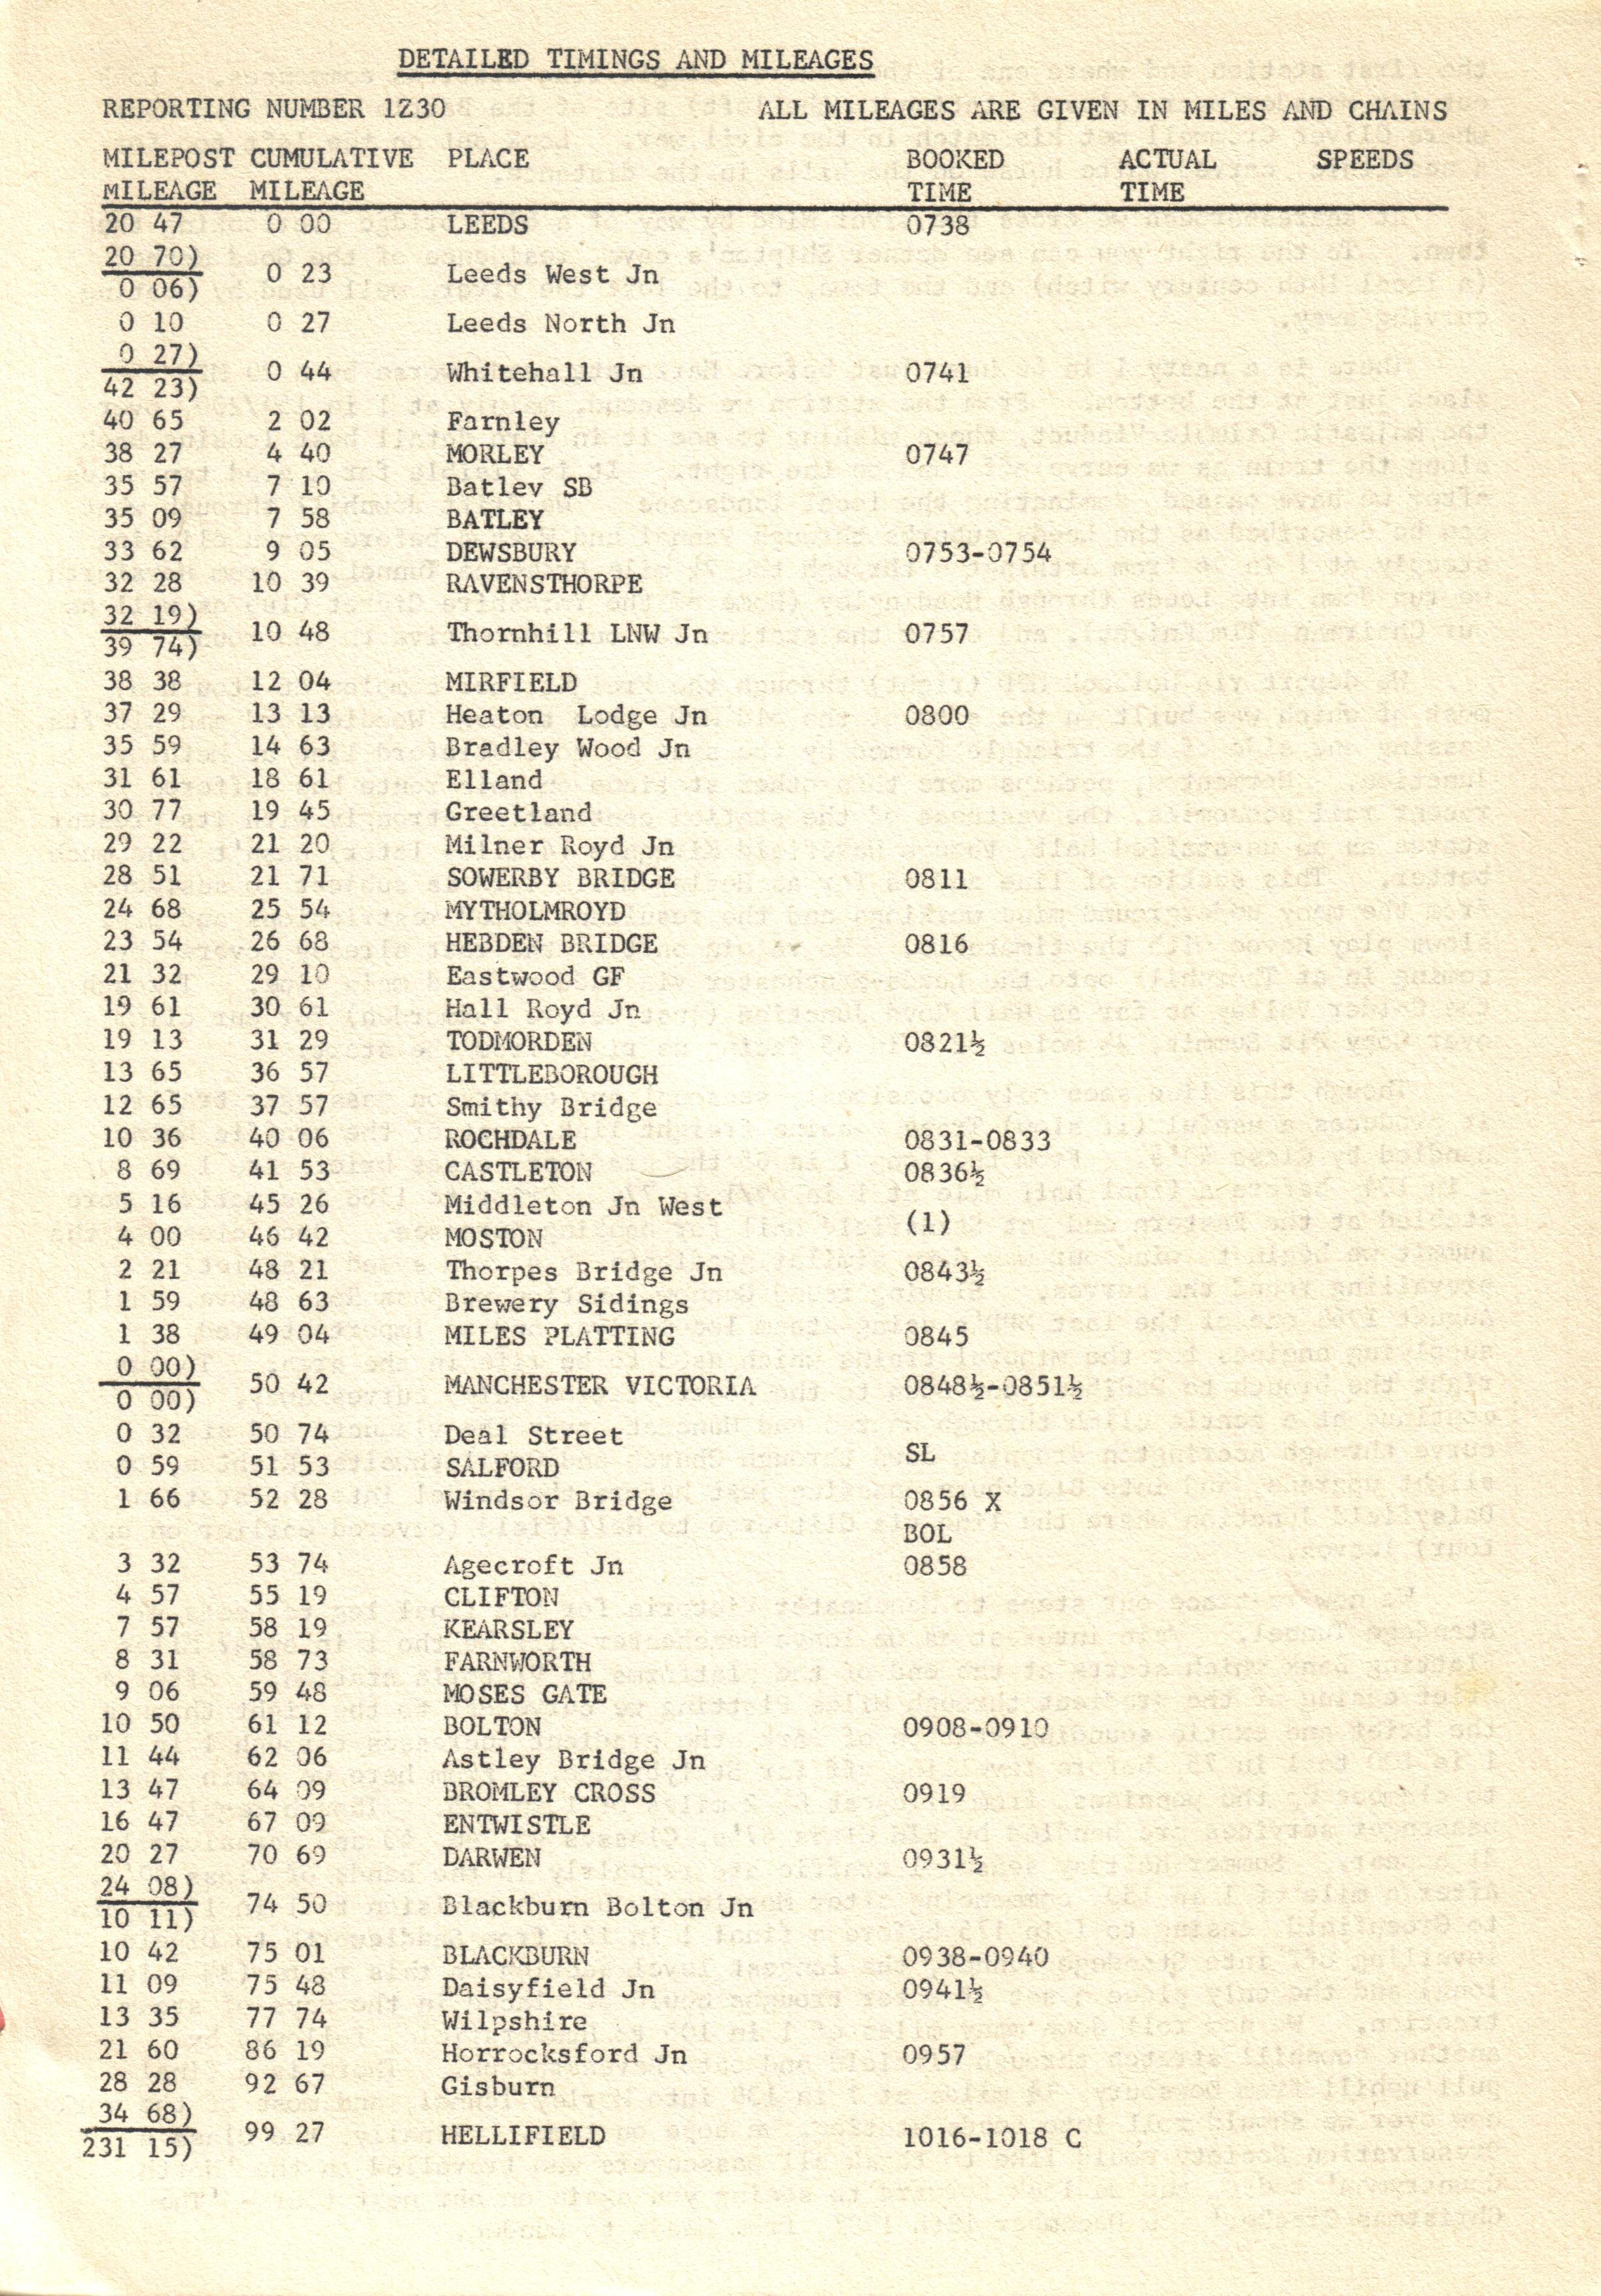 DETAILED TIMINGS AND MILEAGES
REPORTING NUMBER 1Z30 ALL MILEAGES ARE GIVEN IN MILES AND CHAINS
MILEPOST CUMULATIVE PLACE BOOKED ACTUAL SPEEDS
MILEAGE MILEAGE TIME TIME
20 47 0 00 LEEDS 0738
20 70)
0 23 Leeds West Jn
0 06)
0 10 0 27 Leeds North Jn
0 27)
0 44 Whitehall Jn 0741
42 23)
40 65 2 02 Farnley
38 27 4 40 MORLEY 0747
35 57 7 10 Batley SB
35 09 7 58 BATLEY
33 62 9 05 DEWSBURY 0753-0754
32 28 10 39 RAVENSTHORPE
32 19)
10 48 Thornhill LNW Jn 0757
39 74)
38 38 12 04 MIRFIELD
37 29 13 13 Heaton Lodge Jn 0800
35 59 14 63 Bradley Wood Jn
31 61 18 61 Elland
30 77 19 45 Greetland
29 22 21 20 Milner Royd Jn
28 51 21 71 SOWERBY BRIDGE 0811
24 68 25 54 MYTHOLMROYD
23 54 26 68 HEBDEN BRIDGE 0816
21 32 29 10 Eastwood GF
19 61 30 61 Hall Royd Jn
19 13 31 29 TODMORDEN 0821½
13 65 36 57 LITTLEBOROUGH
12 65 37 57 Smithy Bridge
10 36 40 06 ROCHDALE 0831-0833
8 69 41 53 CASTLETON 0836½
5 16 45 26 Middleton Jn West
(1)
4 00 46 42 MOSTON
2 21 48 21 Thorpes Bridge Jn 0843½
1 59 48 63 Brewery Sidings
1 38 49 04 MILES PLATTING 0845
0 00)
50 42 MANCHESTER VICTORIA 0848½-0851½
0 00)
0 32 50 74 Deal Street
SL
0 59 51 53 SALFORD
1 66 52 28 Windsor Bridge 0856 X
BOL
3 32 53 74 Agecroft Jn 0858
4 57 55 19 CLIFTON
7 57 58 19 KEARSLEY
8 31 58 73 FARNWORTH
9 06 59 48 MOSES GATE
10 50 61 12 BOLTON 0908-0910
11 44 62 06 Astley Bridge Jn
13 47 64 09 BROMLEY CROSS 0919
16 47 67 09 ENTWISTLE
20 27 70 69 DARWEN 0931½
24 08)
74 50 Blackburn Bolton Jn
10 11)
10 42 75 01 BLACKBURN 0938-0940
11 09 75 48 Daisyfield Jn 0941½
13 35 77 74 Wilpshire
21 60 86 19 Horrocksford Jn 0957
28 28 92 67 Gisburn
34 68)
99 27 HELLIFIELD 1016-1018 C
231 15)